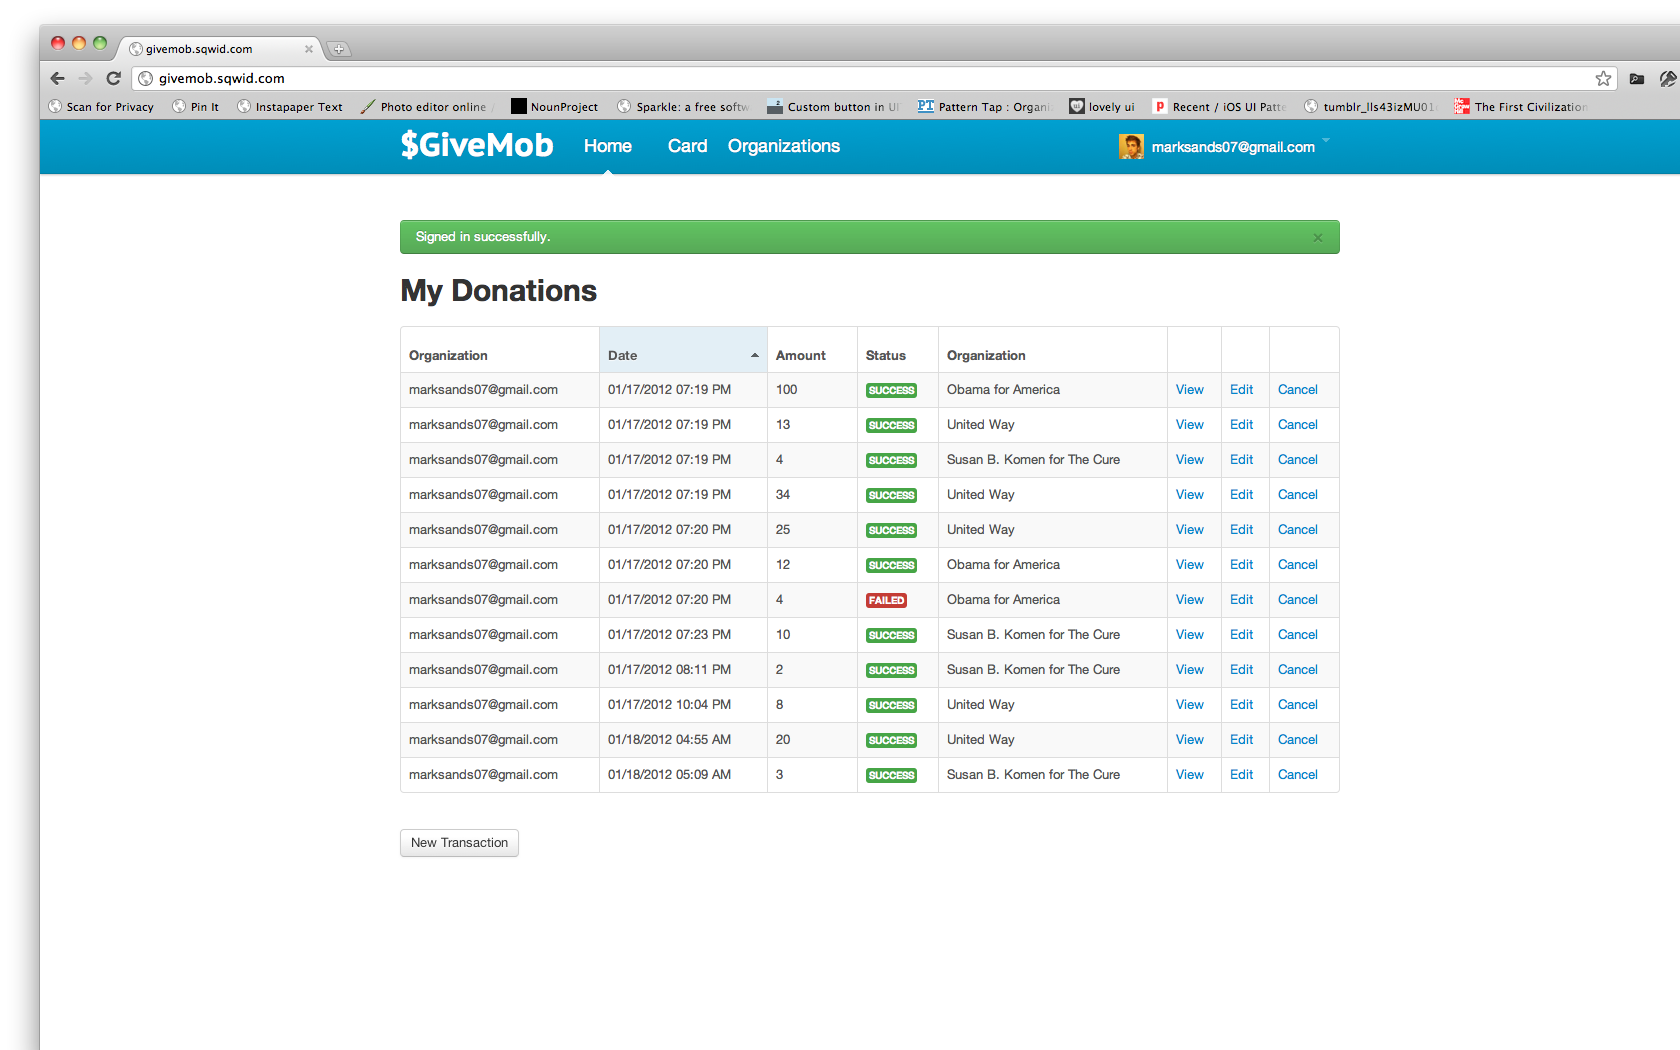 givemob.sqwid.com
givemob.sqwid.com
Scan for Privacy Pin It Instapaper Text Photo editor online NounProject Sparkle: a free softw Custom button in UI Pattern Tap : Organi lovely ui Recent / iOS UI Patte tumblr_lls43izMU01 The First Civilization
$GiveMob Home Card Organizations marksands07@gmail.com
Signed in successfully. ×
My Donations
Organization Date Amount Status Organization
marksands07@gmail.com 01/17/2012 07:19 PM 100 SUCCESS Obama for America View Edit Cancel
marksands07@gmail.com 01/17/2012 07:19 PM 13 SUCCESS United Way View Edit Cancel
marksands07@gmail.com 01/17/2012 07:19 PM 4 SUCCESS Susan B. Komen for The Cure View Edit Cancel
marksands07@gmail.com 01/17/2012 07:19 PM 34 SUCCESS United Way View Edit Cancel
marksands07@gmail.com 01/17/2012 07:20 PM 25 SUCCESS United Way View Edit Cancel
marksands07@gmail.com 01/17/2012 07:20 PM 12 SUCCESS Obama for America View Edit Cancel
marksands07@gmail.com 01/17/2012 07:20 PM 4 FAILED Obama for America View Edit Cancel
marksands07@gmail.com 01/17/2012 07:23 PM 10 SUCCESS Susan B. Komen for The Cure View Edit Cancel
marksands07@gmail.com 01/17/2012 08:11 PM 2 SUCCESS Susan B. Komen for The Cure View Edit Cancel
marksands07@gmail.com 01/17/2012 10:04 PM 8 SUCCESS United Way View Edit Cancel
marksands07@gmail.com 01/18/2012 04:55 AM 20 SUCCESS United Way View Edit Cancel
marksands07@gmail.com 01/18/2012 05:09 AM 3 SUCCESS Susan B. Komen for The Cure View Edit Cancel
New Transaction